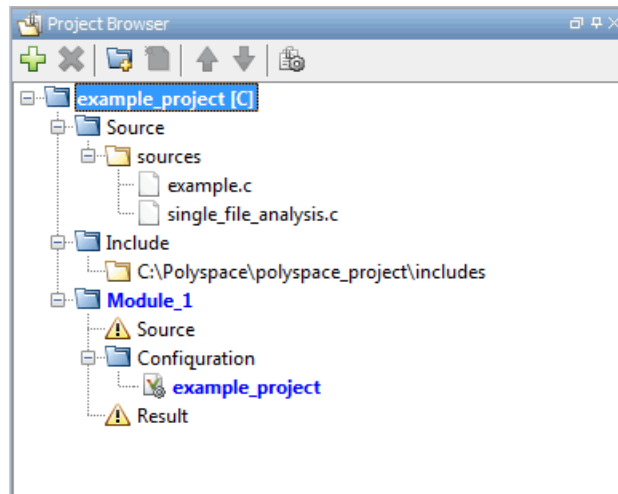 Project Browser
example_project [C]
Source
sources
example.c
single_file_analysis.c
Include
C:\Polyspace\polyspace_project\includes
Module_1
Source
Configuration
example_project
Result